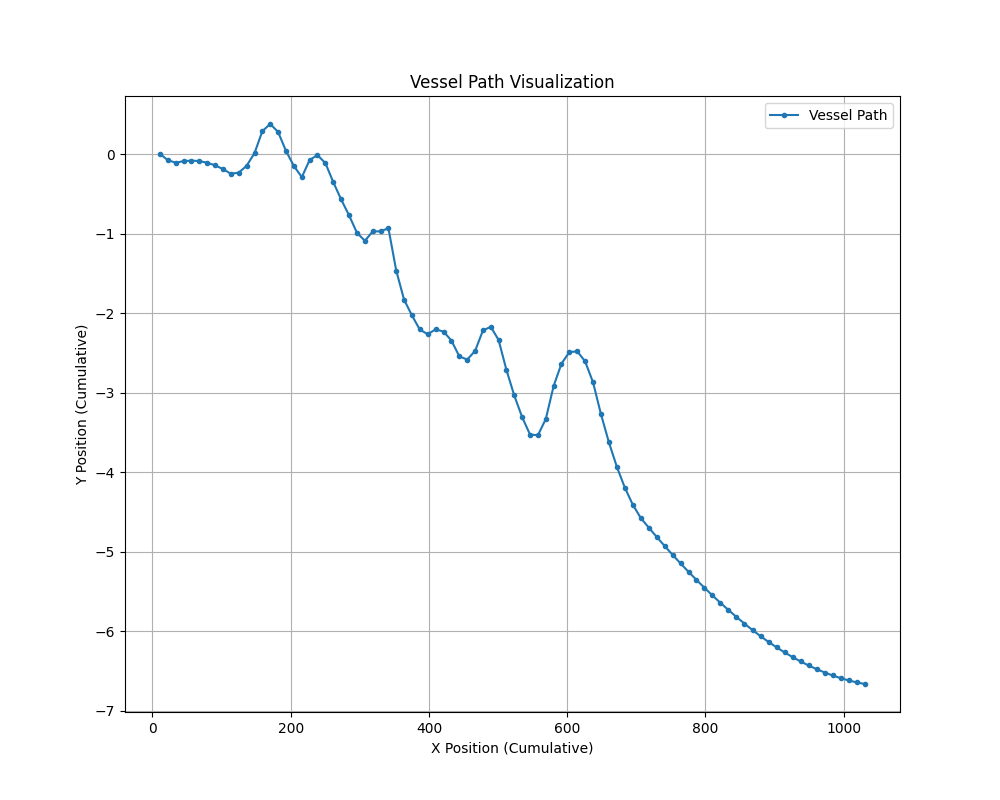 Vessel Path Visualization
Vessel Path
0
−1
−2
−3
−4
−5
−6
−7
Y Position (Cumulative)
0 200 400 600 800 1000
X Position (Cumulative)